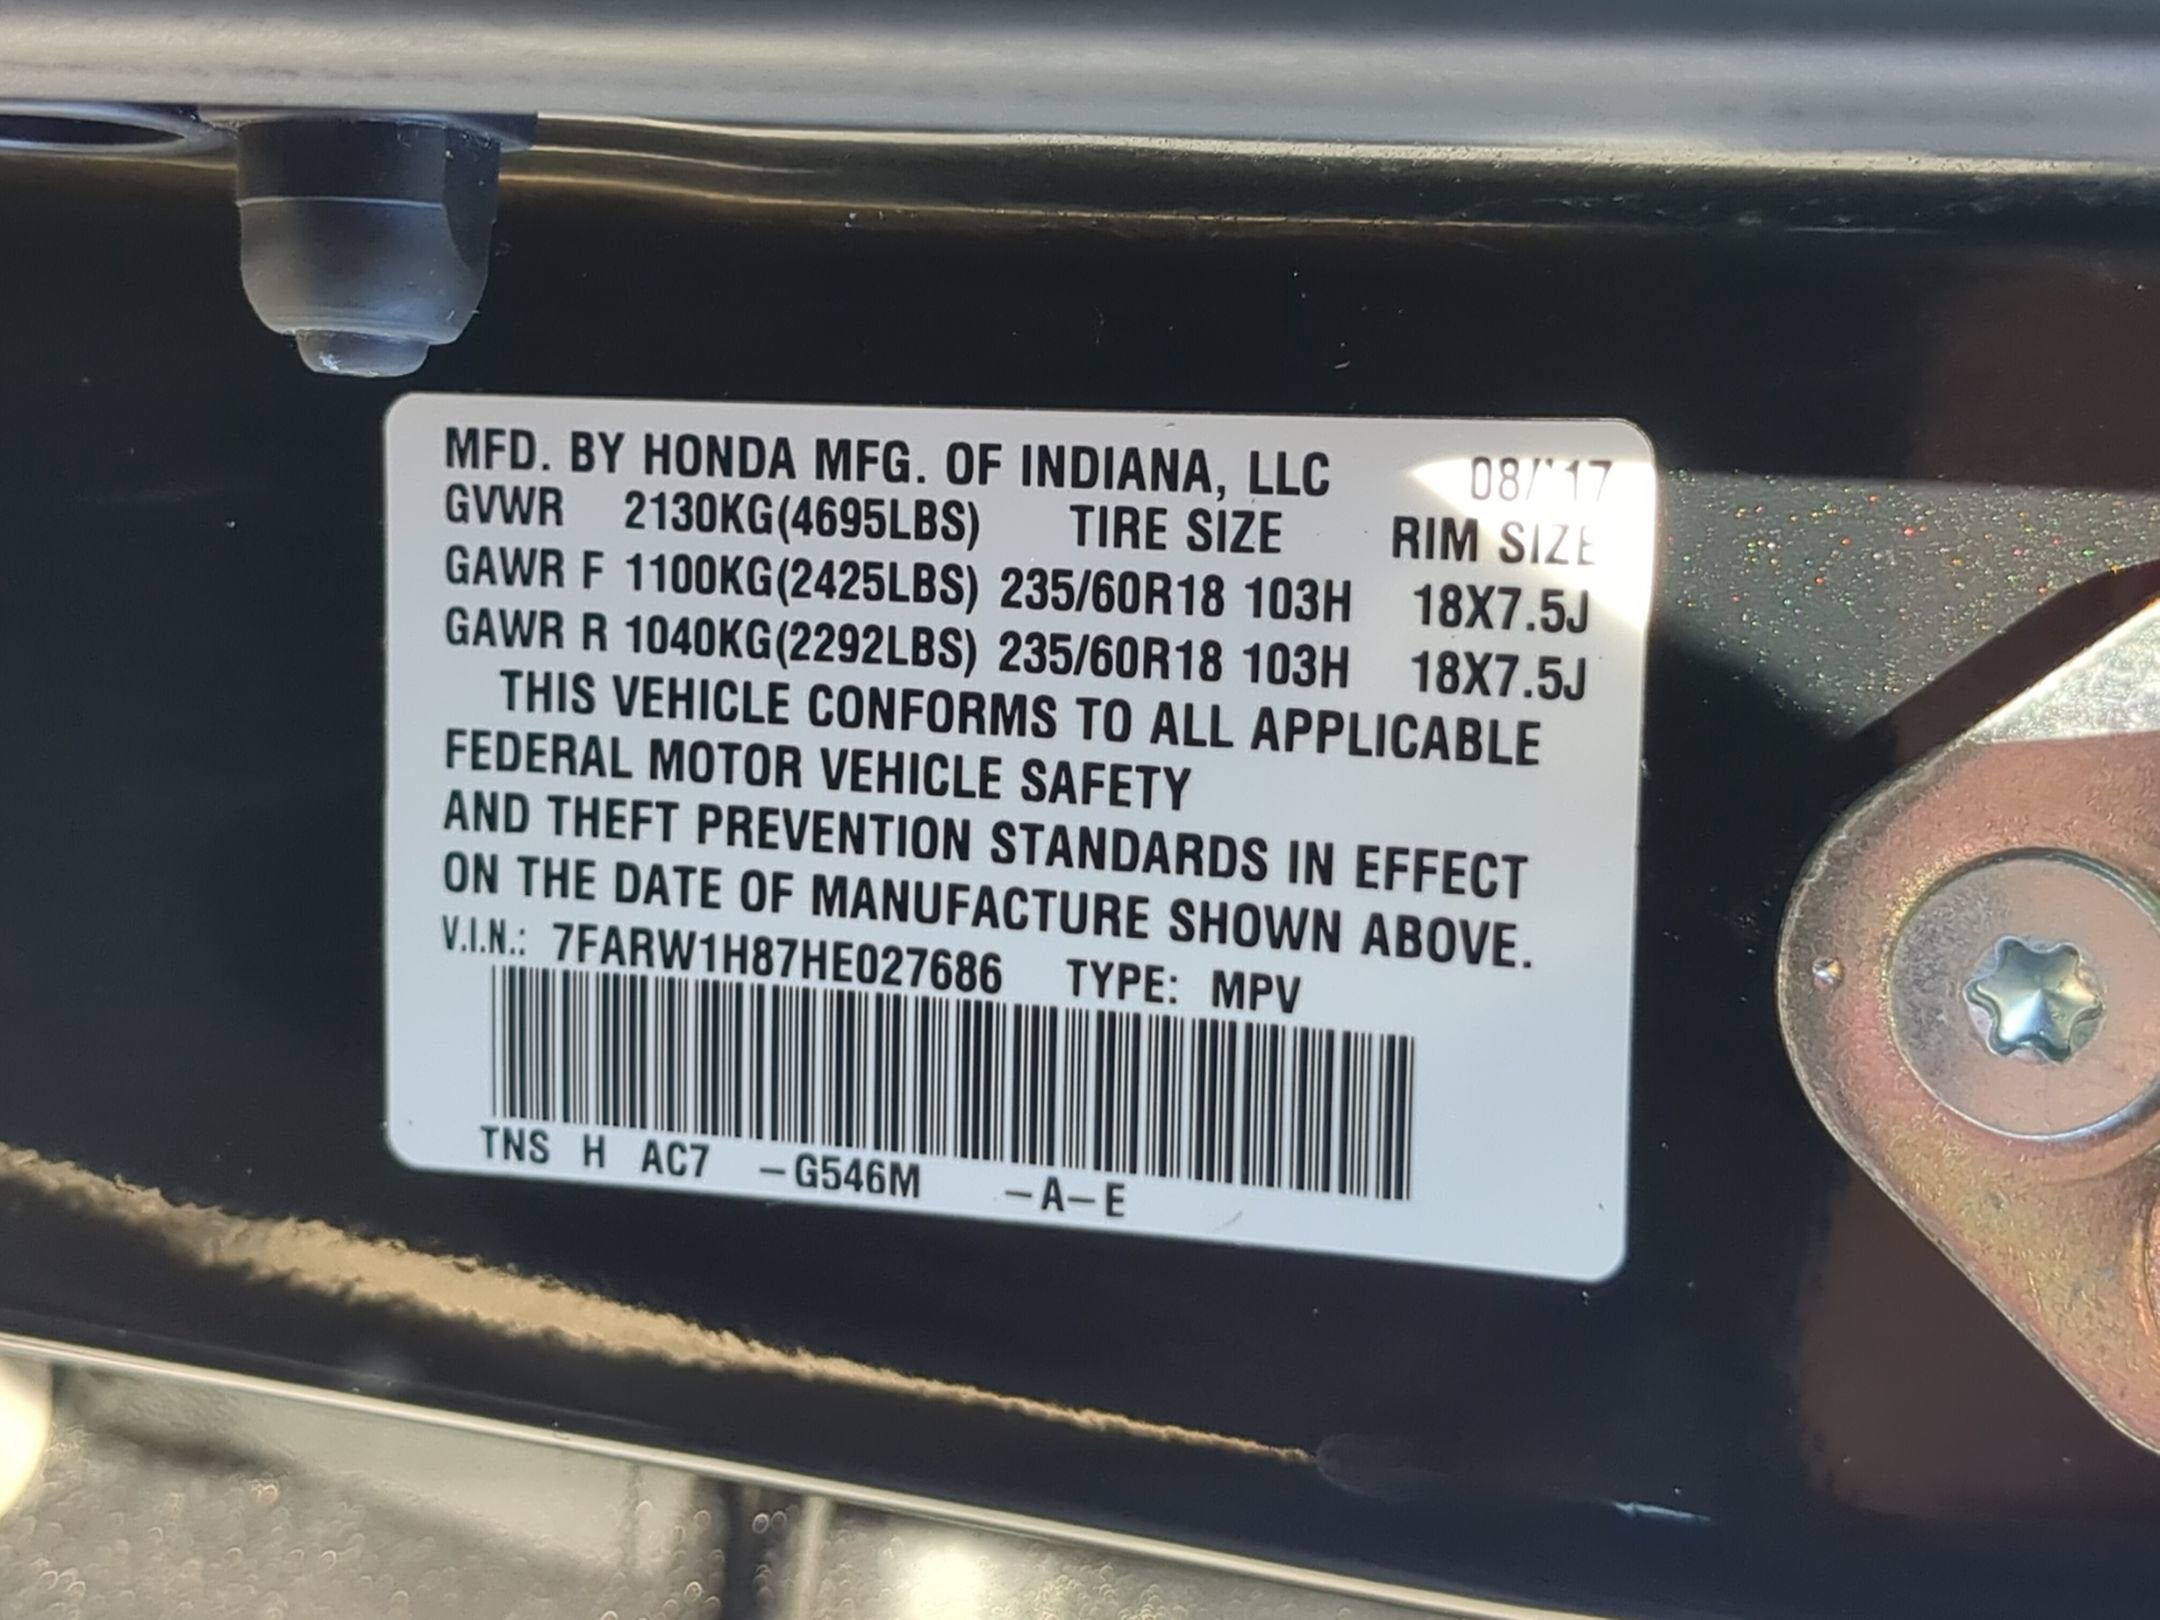 MFD. BY HONDA MFG. OF INDIANA, LLC 08/'17
GVWR 2130KG(4695LBS) TIRE SIZE RIM SIZE
GAWR F 1100KG(2425LBS) 235/60R18 103H 18X7.5J
GAWR R 1040KG(2292LBS) 235/60R18 103H 18X7.5J
THIS VEHICLE CONFORMS TO ALL APPLICABLE
FEDERAL MOTOR VEHICLE SAFETY
AND THEFT PREVENTION STANDARDS IN EFFECT
ON THE DATE OF MANUFACTURE SHOWN ABOVE.
V.I.N.: 7FARW1H87HE027686 TYPE: MPV
TNS H AC7 -G546M -A-E